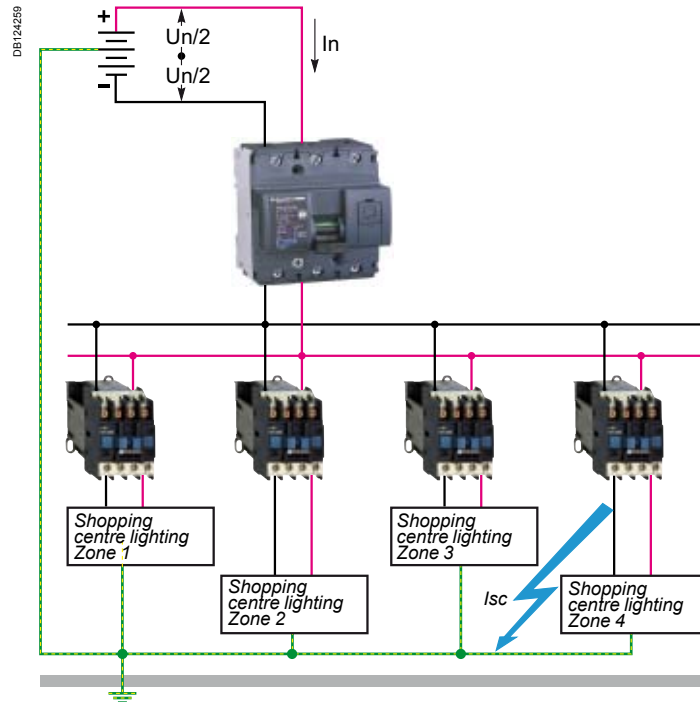 DB124259
+
Un/2
Un/2
-
In
Shopping
centre lighting
Zone 1
Shopping
centre lighting
Zone 2
Shopping
centre lighting
Zone 3
Isc
Shopping
centre lighting
Zone 4